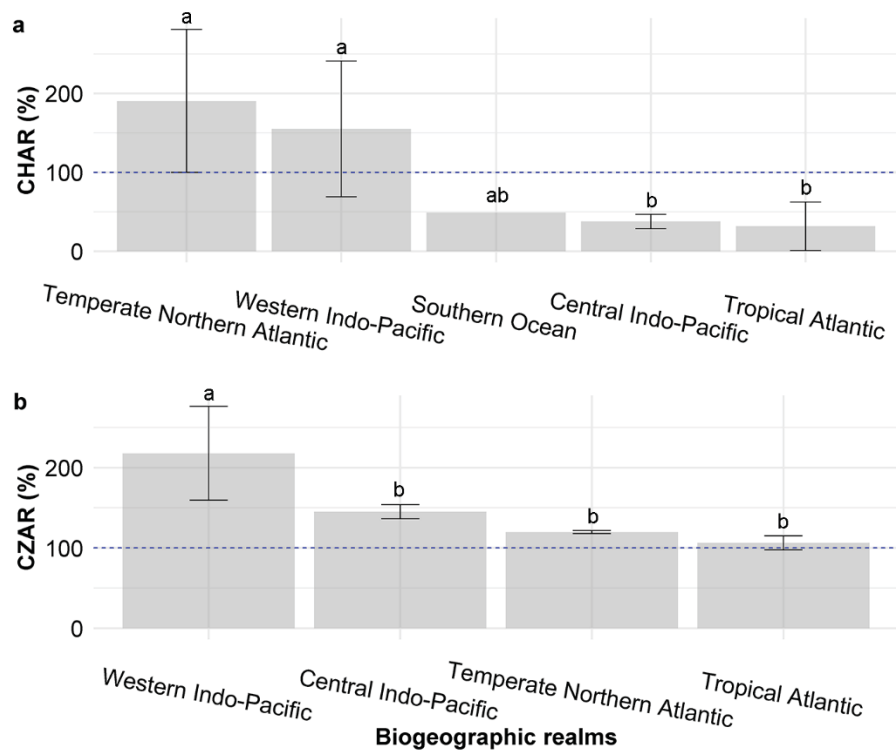 a
CHAR (%)
200
100
0
a
a
ab
b
b
Temperate Northern Atlantic
Western Indo-Pacific
Southern Ocean
Central Indo-Pacific
Tropical Atlantic
b
CZAR (%)
200
100
0
a
b
b
b
Western Indo-Pacific
Central Indo-Pacific
Temperate Northern Atlantic
Tropical Atlantic
Biogeographic realms